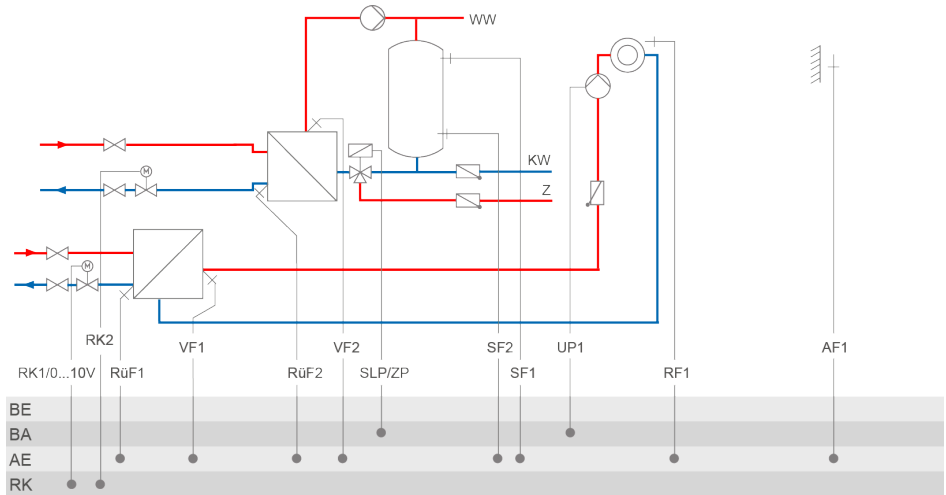 WW
KW
Z
M
M
RK2
VF1
VF2
SF2
UP1
AF1
RK1/0...10V
RüF1
RüF2
SLP/ZP
SF1
RF1
BE
BA
AE
RK